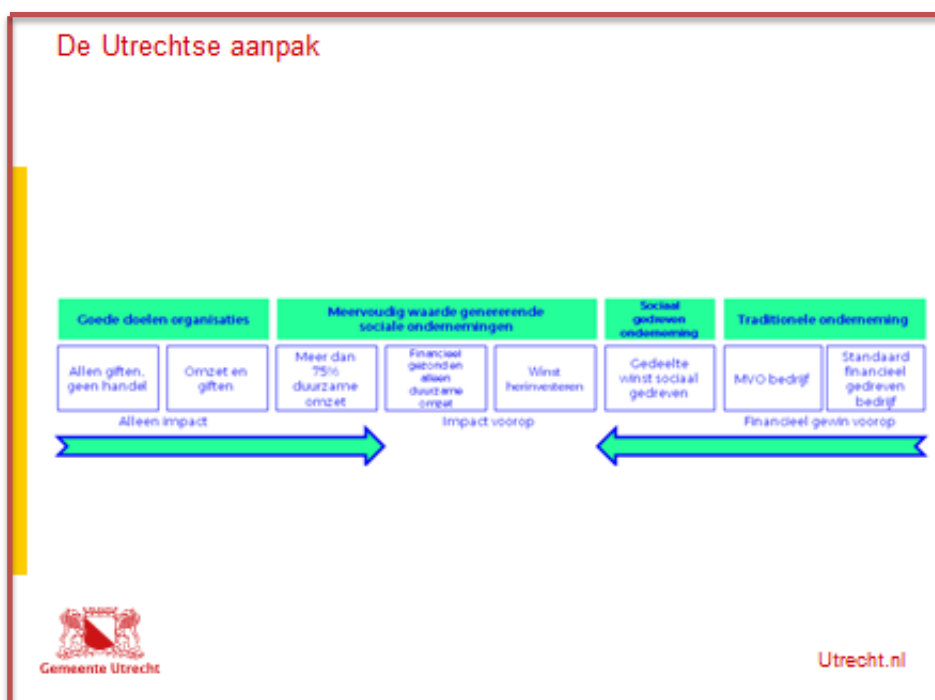 De Utrechtse aanpak
Goede doelen organisaties
Meervoudig waarde genererende
sociale ondernemingen
Sociaal
gedreven
onderneming
Traditionele onderneming
Allen giften,
geen handel
Omzet en
giften
Meer dan
75%
duurzame
omzet
Financieel
gezond en
alleen
duurzame
omzet
Winst
herinvesteren
Gedeelte
winst sociaal
gedreven
MVO bedrijf
Standaard
financieel
gedreven
bedrijf
Alleen impact
Impact voorop
Financieel gewin voorop
Gemeente Utrecht
Utrecht.nl